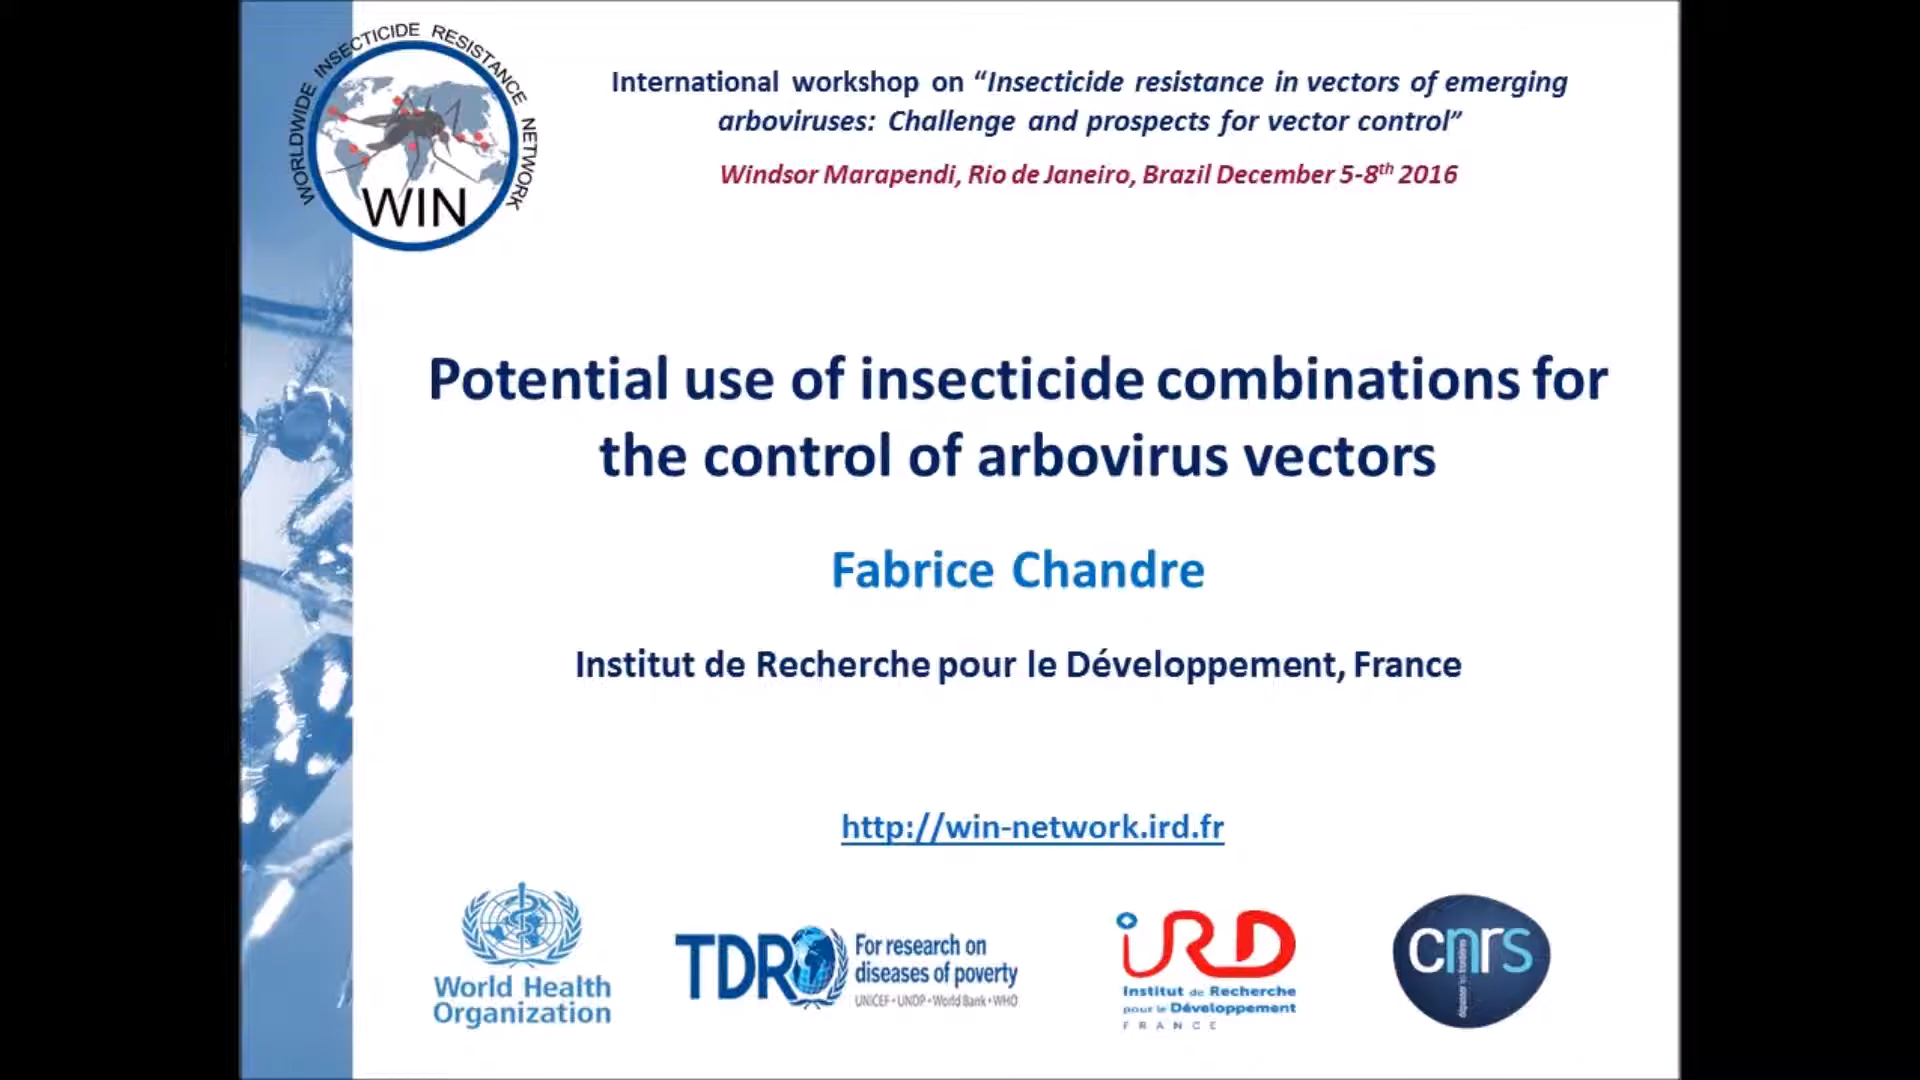 WORLDWIDE INSECTICIDE RESISTANCE NETWORK
WIN
International workshop on “Insecticide resistance in vectors of emerging
arboviruses: Challenge and prospects for vector control”
Windsor Marapendi, Rio de Janeiro, Brazil December 5-8th 2016
Potential use of insecticide combinations for
the control of arbovirus vectors
Fabrice Chandre
Institut de Recherche pour le Développement, France
http://win-network.ird.fr
World Health
Organization
TDR
For research on
diseases of poverty
UNICEF • UNDP • World Bank • WHO
iRD
Institut de Recherche
pour le Développement
FRANCE
cnrs
dépasser les frontières